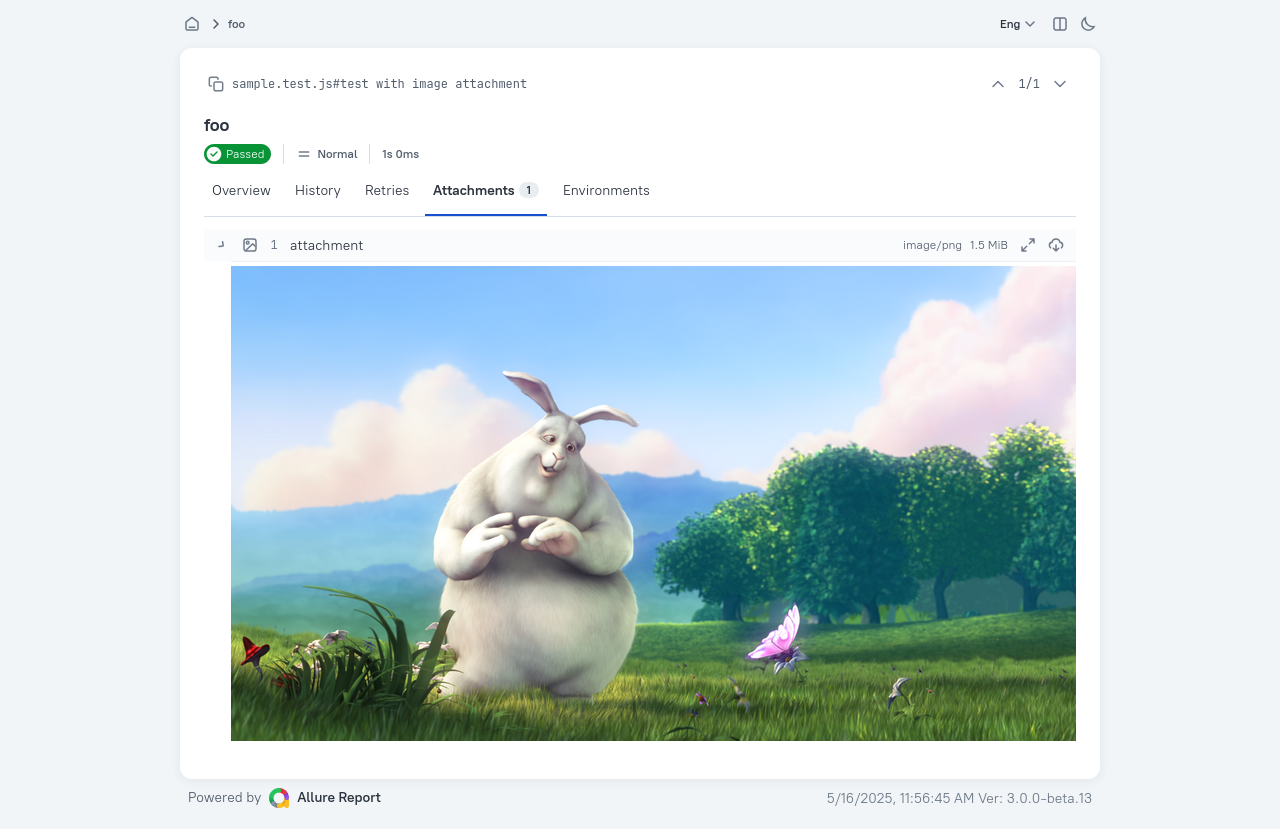 foo
Eng
sample.test.js#test with image attachment
1/1
foo
Passed
Normal
1s 0ms
Overview
History
Retries
Attachments 1
Environments
1 attachment
image/png 1.5 MiB
Powered by Allure Report
5/16/2025, 11:56:45 AM Ver: 3.0.0-beta.13